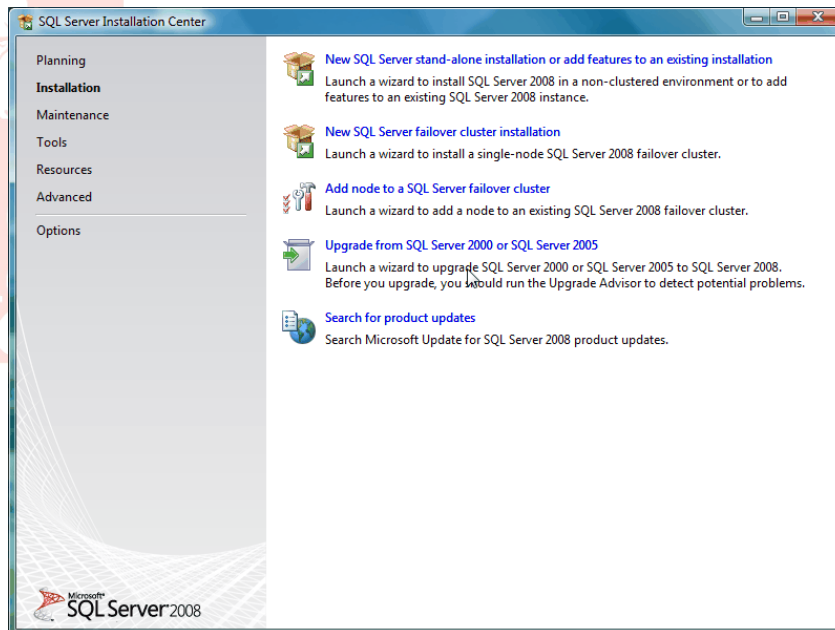 SQL Server Installation Center
Planning
Installation
Maintenance
Tools
Resources
Advanced
Options
New SQL Server stand-alone installation or add features to an existing installation
Launch a wizard to install SQL Server 2008 in a non-clustered environment or to add
features to an existing SQL Server 2008 instance.
New SQL Server failover cluster installation
Launch a wizard to install a single-node SQL Server 2008 failover cluster.
Add node to a SQL Server failover cluster
Launch a wizard to add a node to an existing SQL Server 2008 failover cluster.
Upgrade from SQL Server 2000 or SQL Server 2005
Launch a wizard to upgrade SQL Server 2000 or SQL Server 2005 to SQL Server 2008.
Before you upgrade, you should run the Upgrade Advisor to detect potential problems.
Search for product updates
Search Microsoft Update for SQL Server 2008 product updates.
Microsoft
SQL Server 2008